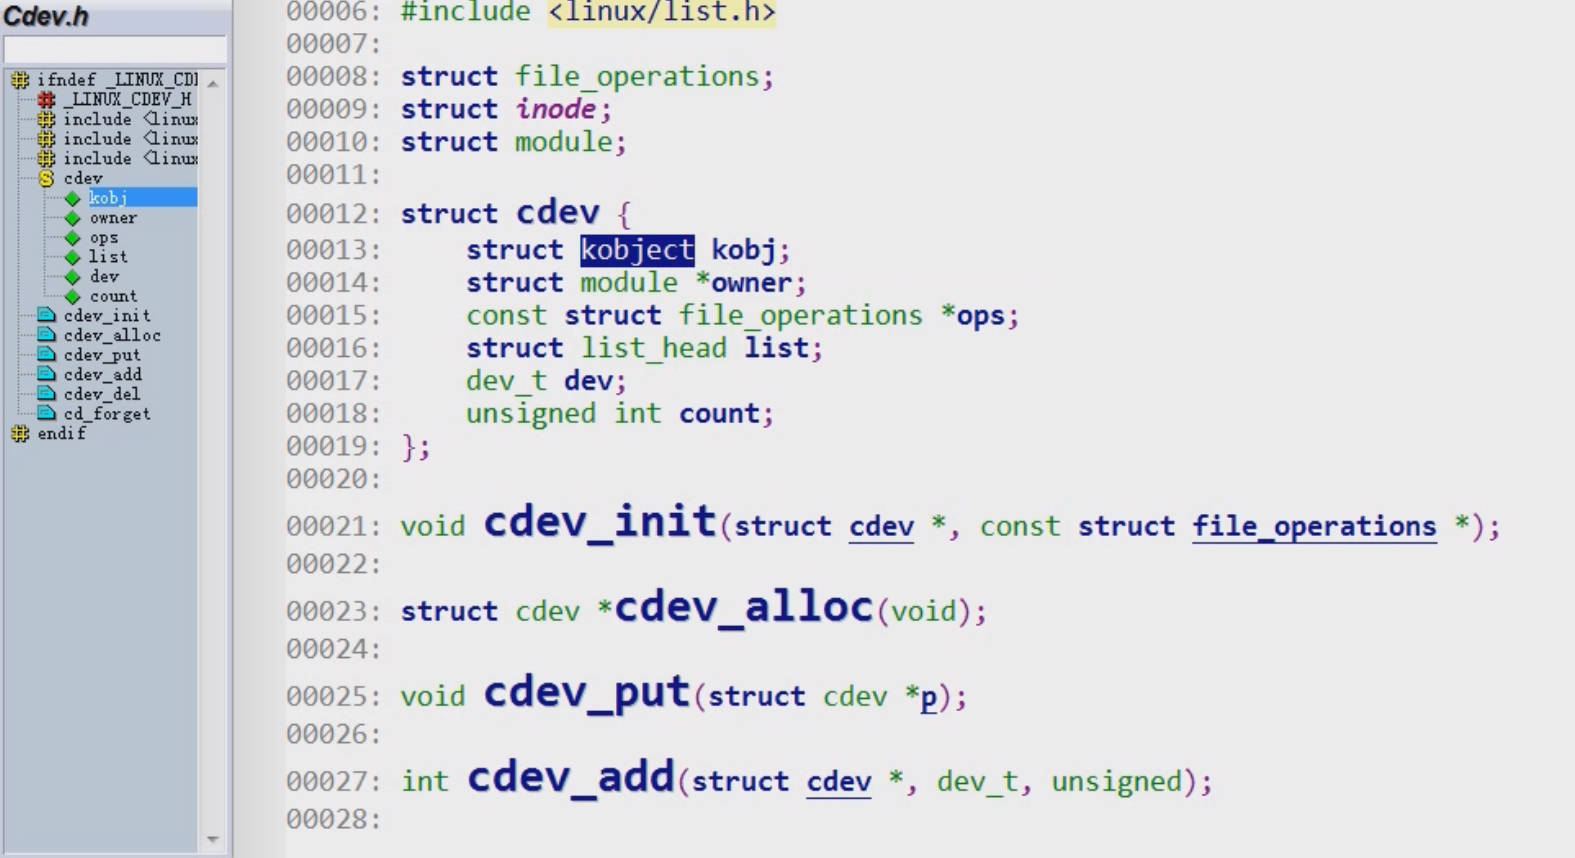 Cdev.h
ifndef _LINUX_CDE
_LINUX_CDEV_H
include <linux
include <linux
include <linux
cdev
kobj
owner
ops
list
dev
count
cdev_init
cdev_alloc
cdev_put
cdev_add
cdev_del
cd_forget
endif
00006: #include <linux/list.h>
00007:
00008: struct file_operations;
00009: struct inode;
00010: struct module;
00011:
00012: struct cdev {
00013: struct kobject kobj;
00014: struct module *owner;
00015: const struct file_operations *ops;
00016: struct list_head list;
00017: dev_t dev;
00018: unsigned int count;
00019: };
00020:
00021: void cdev_init(struct cdev *, const struct file_operations *);
00022:
00023: struct cdev *cdev_alloc(void);
00024:
00025: void cdev_put(struct cdev *p);
00026:
00027: int cdev_add(struct cdev *, dev_t, unsigned);
00028: